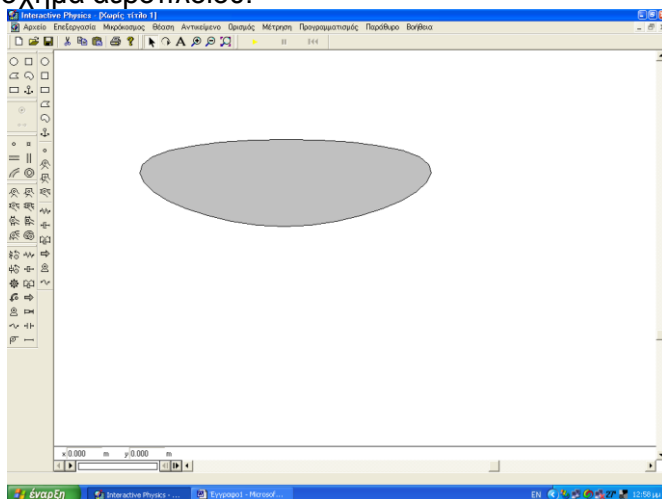 σχήμα αεροπλοίου.
Interactive Physics - [Χωρίς τίτλο 1]
Αρχείο Επεξεργασία Μικρόκοσμος Θέαση Αντικείμενο Ορισμός Μέτρηση Προγραμματισμός Παράθυρο Βοήθεια
x 0.000 m y 0.000 m
έναρξη Interactive Physics - ... Έγγραφο1 - Microsof... EN 27° 12:58 μμ